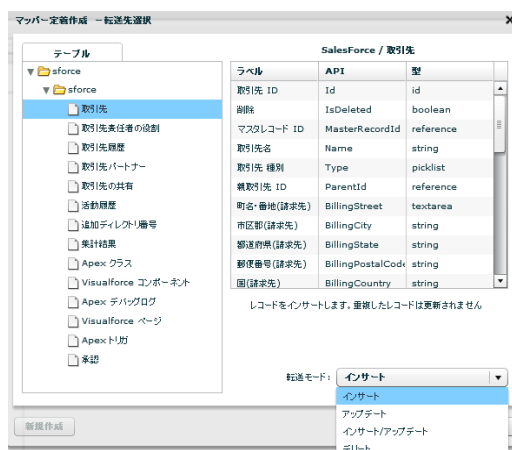 マッパー定義作成 －転送先選択
x
テーブル
sforce
sforce
取引先
取引先責任者の役割
取引先履歴
取引先パートナー
取引先の共有
活動履歴
追加ディレクトリ番号
集計結果
Apex クラス
Visualforce コンポーネント
Apex デバッグログ
Visualforce ページ
Apexトリガ
承認
SalesForce / 取引先
ラベル API 型
取引先 ID Id id
削除 IsDeleted boolean
マスタレコード ID MasterRecordId reference
取引先名 Name string
取引先 種別 Type picklist
親取引先 ID ParentId reference
町名・番地(請求先) BillingStreet textarea
市区郡(請求先) BillingCity string
都道府県(請求先) BillingState string
郵便番号(請求先) BillingPostalCode string
国(請求先) BillingCountry string
レコードをインサートします。重複したレコードは更新されません
転送モード： インサート
インサート
アップデート
インサート/アップデート
デリート
新規作成